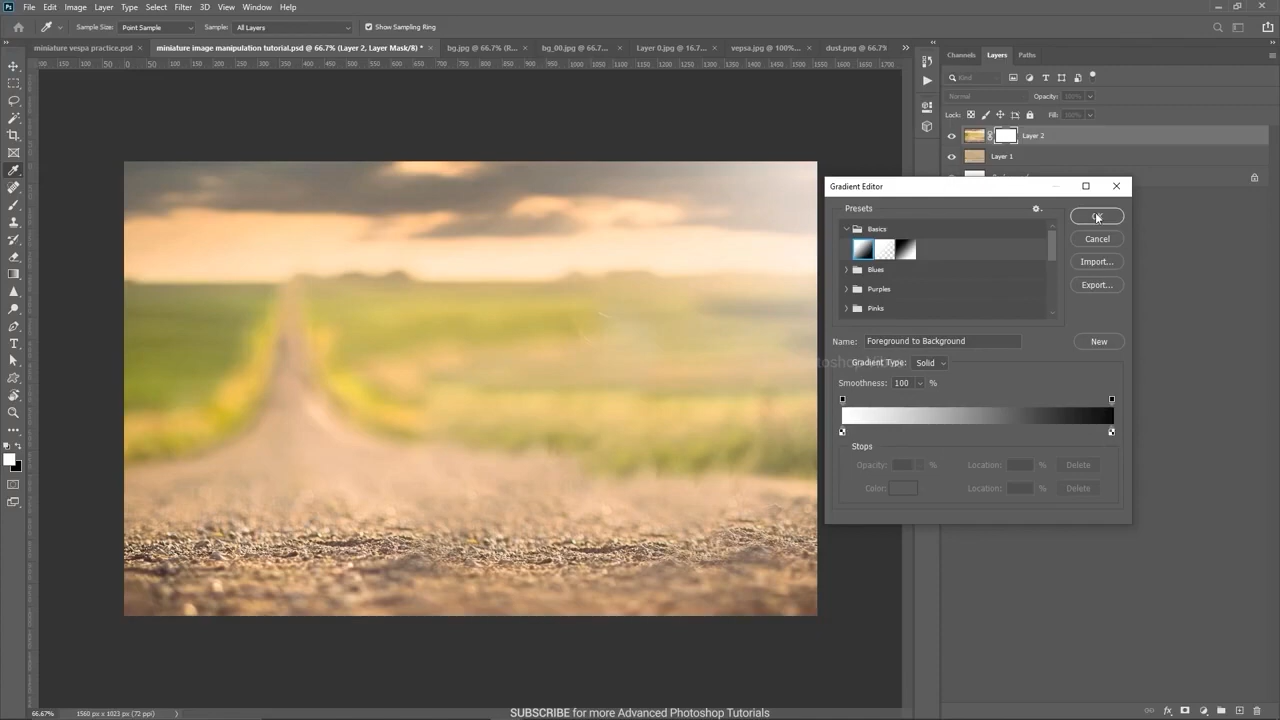 Ps File Edit Image Layer Type Select Filter 3D View Window Help
Sample Size: Point Sample Sample: All Layers Show Sampling Ring
miniature vespa practice.psd × miniature image manipulation tutorial.psd @ 66.7% (Layer 2, Layer Mask/8) * × bg.jpg @ 66.7% (R... × bg_00.jpg @ 66.7... × Layer 0.jpg @ 16.7... × vepsa.jpg @ 100%... × dust.png @ 66.7%
Channels Layers Paths
Kind
Normal Opacity: 100%
Lock: Fill: 100%
Layer 2
Layer 1
Gradient Editor
Presets
Basics
Blues
Purples
Pinks
OK
Cancel
Import...
Export...
Name: Foreground to Background New
Gradient Type: Solid
Smoothness: 100 %
Stops
Opacity: % Location: % Delete
Color: Location: % Delete
66.67% 1560 px x 1023 px (72 ppi)
SUBSCRIBE for more Advanced Photoshop Tutorials